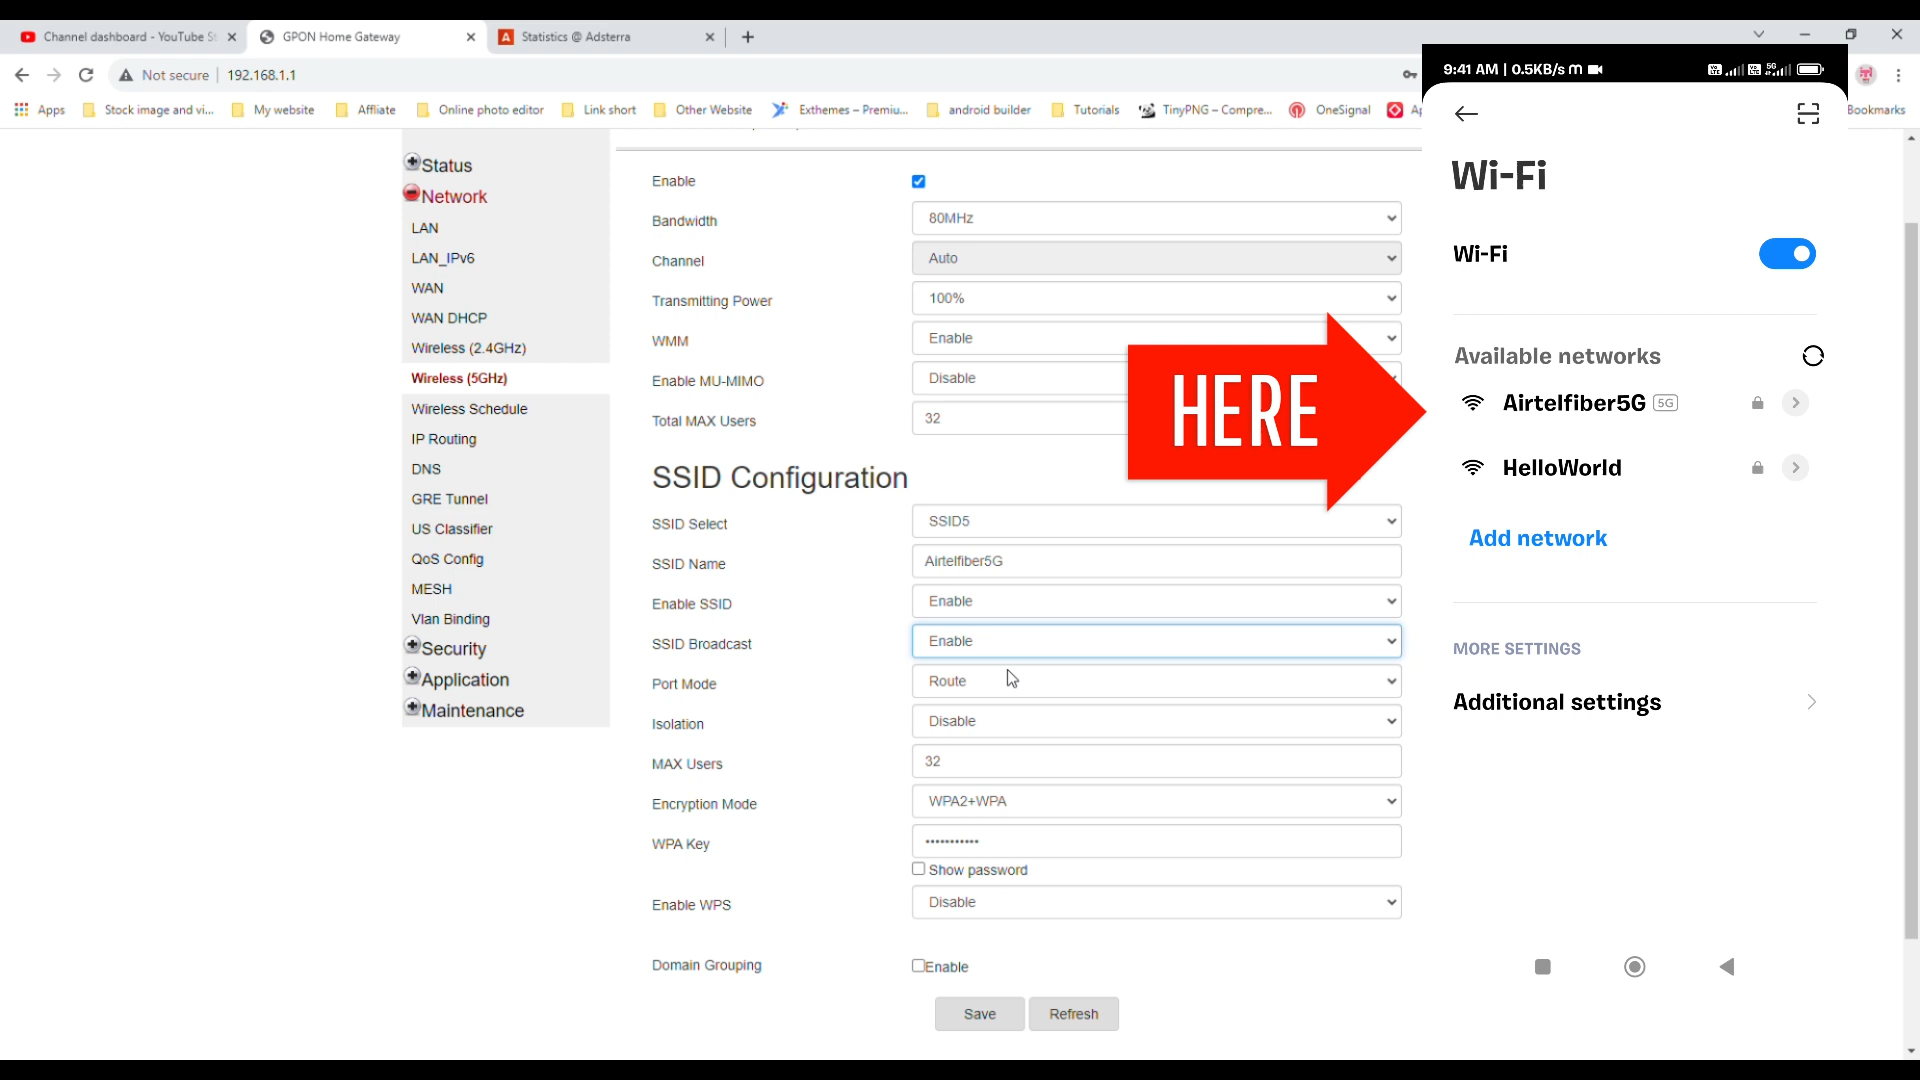 Channel dashboard - YouTube St
GPON Home Gateway
Statistics @ Adsterra
Not secure
192.168.1.1
Apps
Stock image and vi...
My website
Affliate
Online photo editor
Link short
Other Website
Exthemes – Premiu...
android builder
Tutorials
TinyPNG – Compre...
OneSignal
Ap
Bookmarks
Status
Network
LAN
LAN_IPv6
WAN
WAN DHCP
Wireless (2.4GHz)
Wireless (5GHz)
Wireless Schedule
IP Routing
DNS
GRE Tunnel
US Classifier
QoS Config
MESH
Vlan Binding
Security
Application
Maintenance
Enable
Bandwidth 80MHz
Channel Auto
Transmitting Power 100%
WMM Enable
Enable MU-MIMO Disable
Total MAX Users 32
SSID Configuration
SSID Select SSID5
SSID Name Airtelfiber5G
Enable SSID Enable
SSID Broadcast Enable
Port Mode Route
Isolation Disable
MAX Users 32
Encryption Mode WPA2+WPA
WPA Key •••••••••••
Show password
Enable WPS Disable
Domain Grouping Enable
Save Refresh
HERE
9:41 AM | 0.5KB/s
5G
Wi-Fi
Wi-Fi
Available networks
Airtelfiber5G 5G
HelloWorld
Add network
MORE SETTINGS
Additional settings